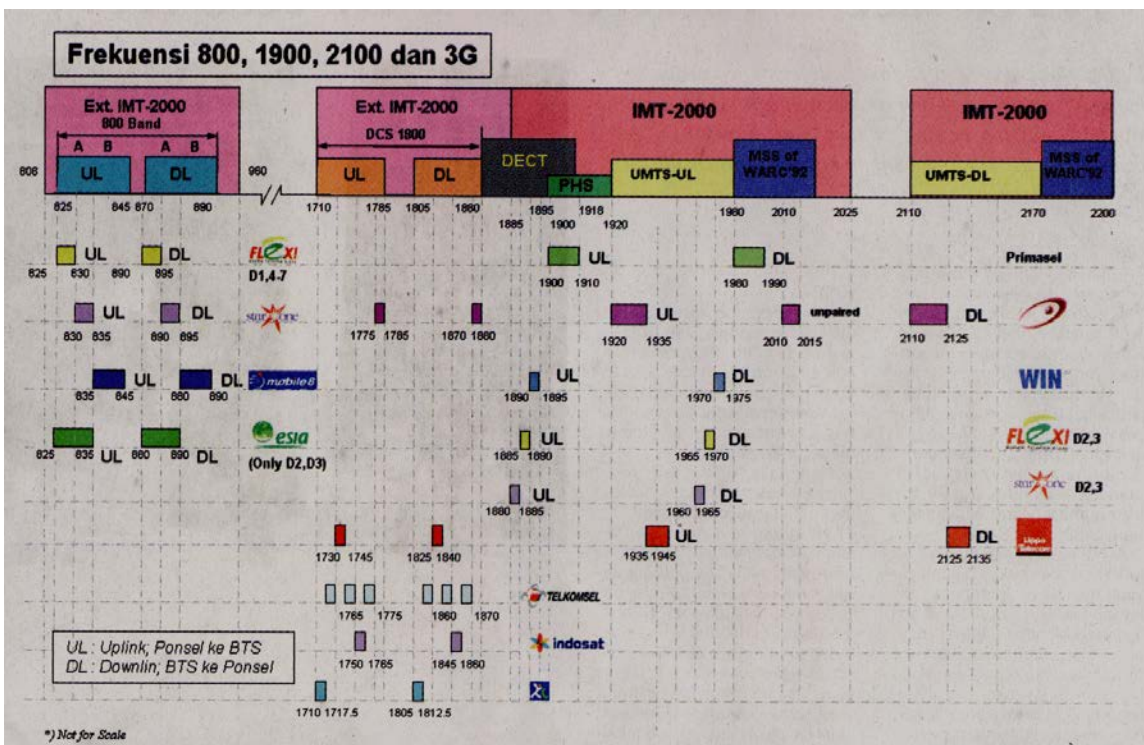 Frekuensi 800, 1900, 2100 dan 3G
Ext. IMT-2000
800 Band
A B A B
UL DL
Ext. IMT-2000
DCS 1800
UL DL
DECT
PHS
IMT-2000
UMTS-UL
MSS of
WARC'92
IMT-2000
UMTS-DL
MSS of
WARC'92
806 960
825 845 870 890
1710 1785 1805 1880
1885 1895 1900 1918 1920
1980 2010 2025
2110 2170 2200
UL DL FLEXI UL DL Primasel
825 830 890 895 D1,4-7 1900 1910 1980 1990
UL DL star one UL unpaired DL
830 835 890 895 1775 1785 1870 1880 1920 1935 2010 2015 2110 2125
UL DL mobile 8 UL DL WIN
835 845 880 890 1890 1895 1970 1975
esia UL DL FLEXI D2,3
825 835 UL 880 890 DL (Only D2,D3) 1885 1890 1965 1970
UL DL star one D2,3
1880 1885 1960 1965
UL DL Lippo
Telecom
1730 1745 1825 1840 1935 1945 2125 2135
TELKOMSEL
1765 1775 1860 1870
indosat
1750 1765 1845 1860
1710 1717.5 1805 1812.5
UL : Uplink; Ponsel ke BTS
DL : Downlin; BTS ke Ponsel
*) Not for Scale